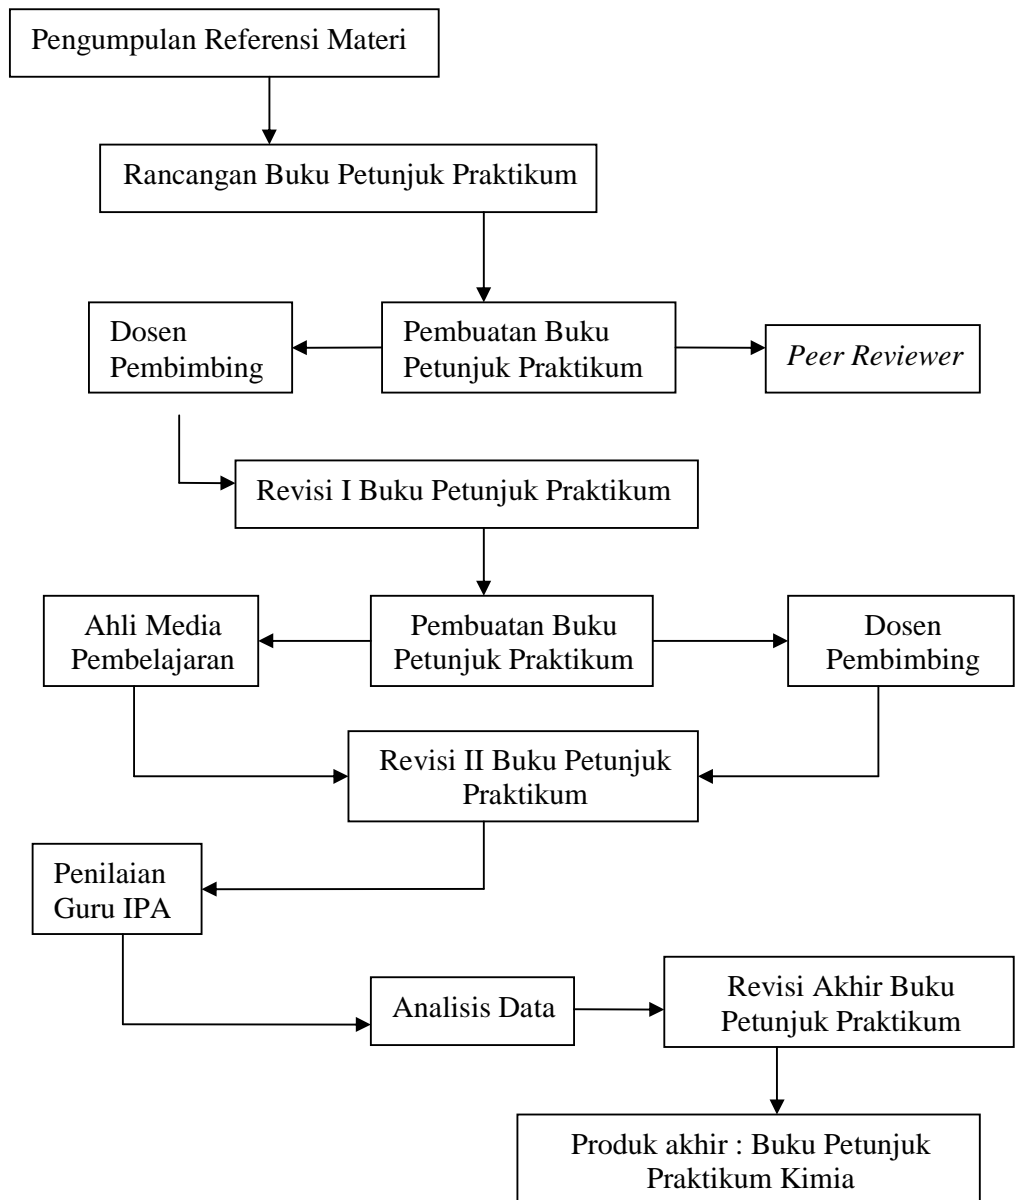 Pengumpulan Referensi Materi
Rancangan Buku Petunjuk Praktikum
Dosen
Pembimbing
Pembuatan Buku
Petunjuk Praktikum
Peer Reviewer
Revisi I Buku Petunjuk Praktikum
Ahli Media
Pembelajaran
Pembuatan Buku
Petunjuk Praktikum
Dosen
Pembimbing
Revisi II Buku Petunjuk
Praktikum
Penilaian
Guru IPA
Analisis Data
Revisi Akhir Buku
Petunjuk Praktikum
Produk akhir : Buku Petunjuk
Praktikum Kimia